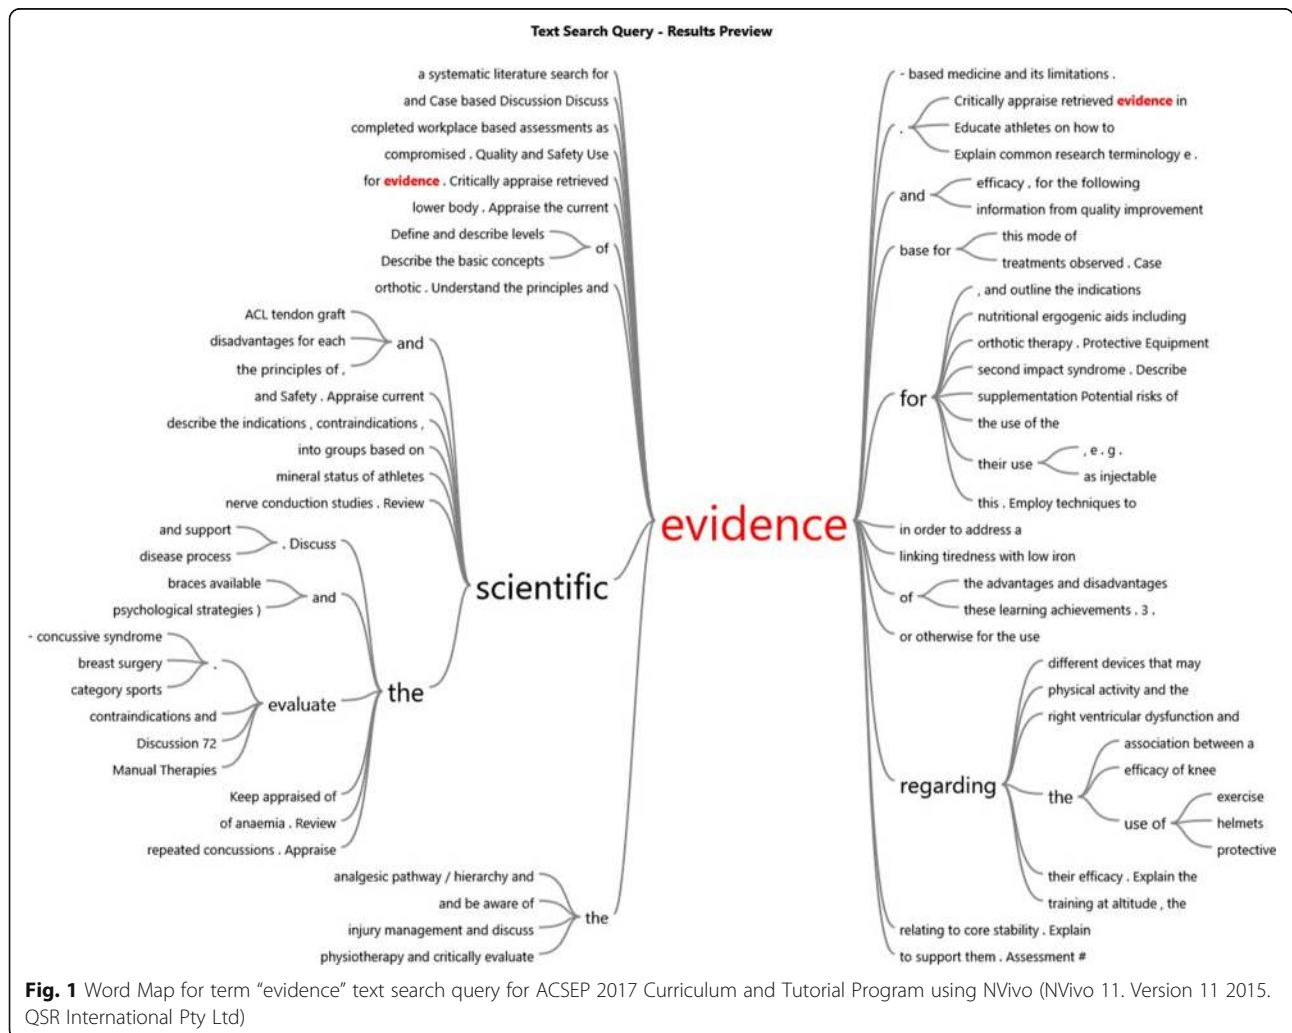 Text Search Query - Results Preview
a systematic literature search for
and Case based Discussion Discuss
completed workplace based assessments as
compromised . Quality and Safety Use
for evidence . Critically appraise retrieved
lower body . Appraise the current
Define and describe levels
Describe the basic concepts
of
orthotic . Understand the principles and
ACL tendon graft
disadvantages for each
the principles of ,
and
and Safety . Appraise current
describe the indications , contraindications ,
into groups based on
mineral status of athletes
nerve conduction studies . Review
and support
disease process
. Discuss
braces available
psychological strategies )
and
- concussive syndrome
breast surgery
category sports
.
contraindications and
Discussion 72
Manual Therapies
evaluate
Keep appraised of
of anaemia . Review
repeated concussions . Appraise
the
scientific
analgesic pathway / hierarchy and
and be aware of
injury management and discuss
physiotherapy and critically evaluate
the
evidence
- based medicine and its limitations .
.
Critically appraise retrieved evidence in
Educate athletes on how to
Explain common research terminology e .
and
efficacy . for the following
information from quality improvement
base for
this mode of
treatments observed . Case
for
, and outline the indications
nutritional ergogenic aids including
orthotic therapy . Protective Equipment
second impact syndrome . Describe
supplementation Potential risks of
the use of the
their use
, e . g .
as injectable
this . Employ techniques to
in order to address a
linking tiredness with low iron
of
the advantages and disadvantages
these learning achievements . 3 .
or otherwise for the use
regarding
different devices that may
physical activity and the
right ventricular dysfunction and
the
association between a
efficacy of knee
use of
exercise
helmets
protective
their efficacy . Explain the
training at altitude , the
relating to core stability . Explain
to support them . Assessment #
Fig. 1 Word Map for term “evidence” text search query for ACSEP 2017 Curriculum and Tutorial Program using NVivo (NVivo 11. Version 11 2015.
QSR International Pty Ltd)